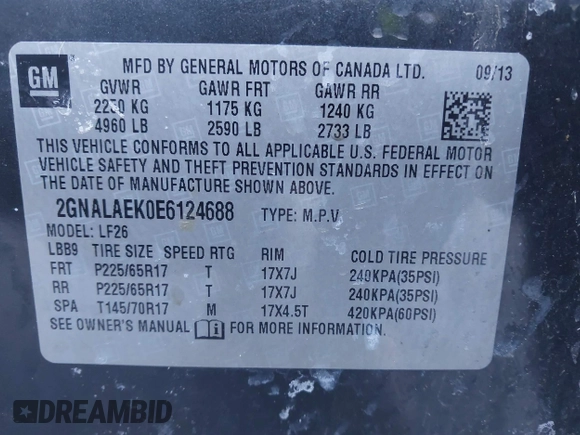 GM
MFD BY GENERAL MOTORS OF CANADA LTD. 09/13
GVWR GAWR FRT GAWR RR
2250 KG 1175 KG 1240 KG
4960 LB 2590 LB 2733 LB
THIS VEHICLE CONFORMS TO ALL APPLICABLE U.S. FEDERAL MOTOR
VEHICLE SAFETY AND THEFT PREVENTION STANDARDS IN EFFECT ON
THE DATE OF MANUFACTURE SHOWN ABOVE.
2GNALAEK0E6124688 TYPE: M.P.V.
MODEL: LF26
LBB9 TIRE SIZE SPEED RTG RIM COLD TIRE PRESSURE
FRT P225/65R17 T 17X7J 240KPA(35PSI)
RR P225/65R17 T 17X7J 240KPA(35PSI)
SPA T145/70R17 M 17X4.5T 420KPA(60PSI)
SEE OWNER'S MANUAL FOR MORE INFORMATION.
DREAMBID